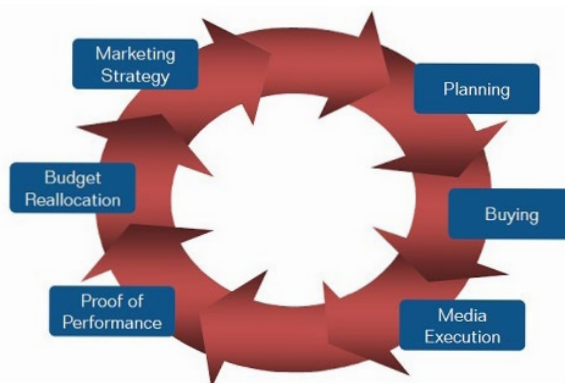 Marketing
Strategy
Planning
Buying
Media
Execution
Proof of
Performance
Budget
Reallocation